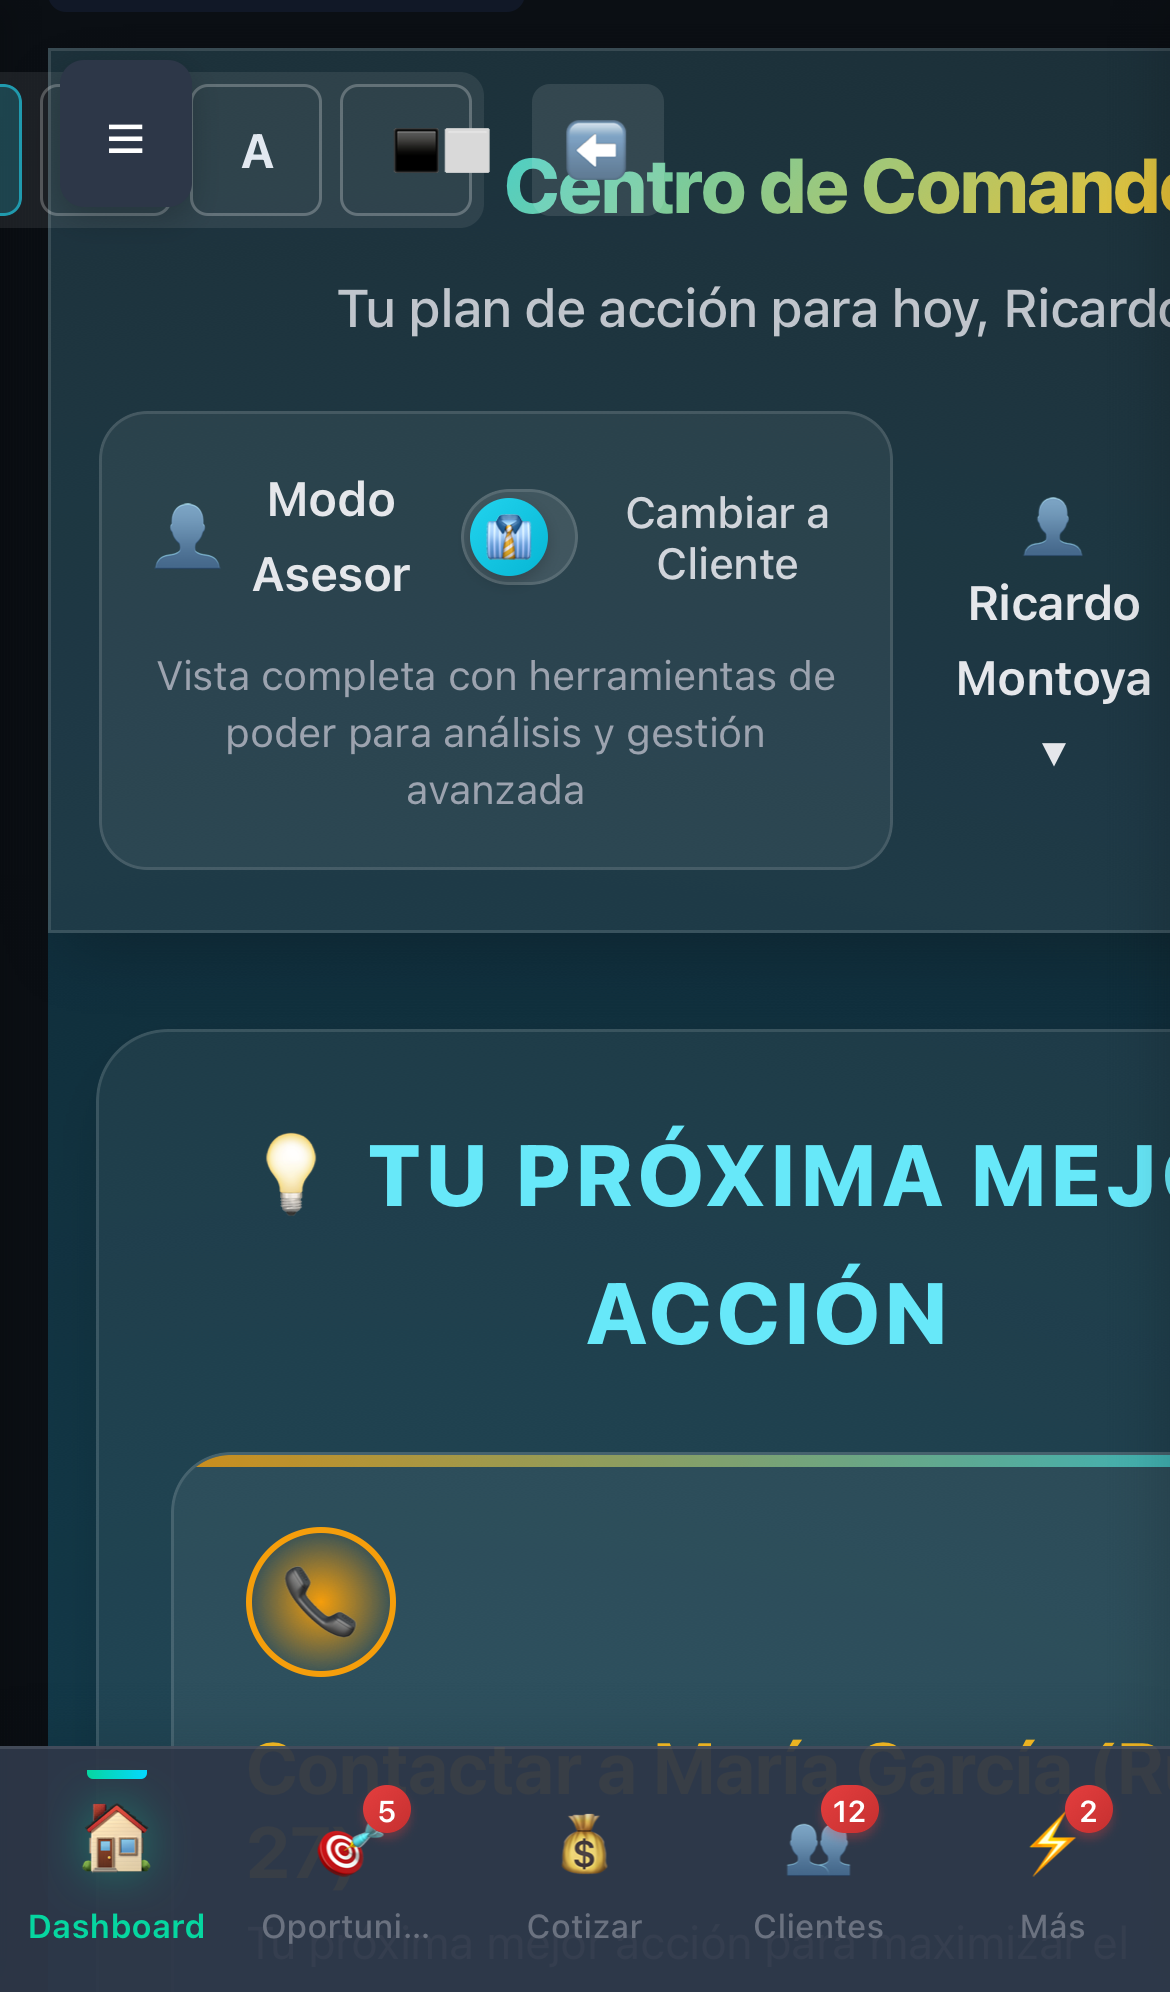 A
Centro de Comand
Tu plan de acción para hoy, Ricardo
Modo
Asesor
Cambiar a
Cliente
Vista completa con herramientas de
poder para análisis y gestión
avanzada
Ricardo
Montoya
TU PRÓXIMA MEJ
ACCIÓN
Contactar a María García (R
27)
5
12
2
Dashboard
Oportuni...
Cotizar
Clientes
Más
Tu próxima mejor acción para maximizar el